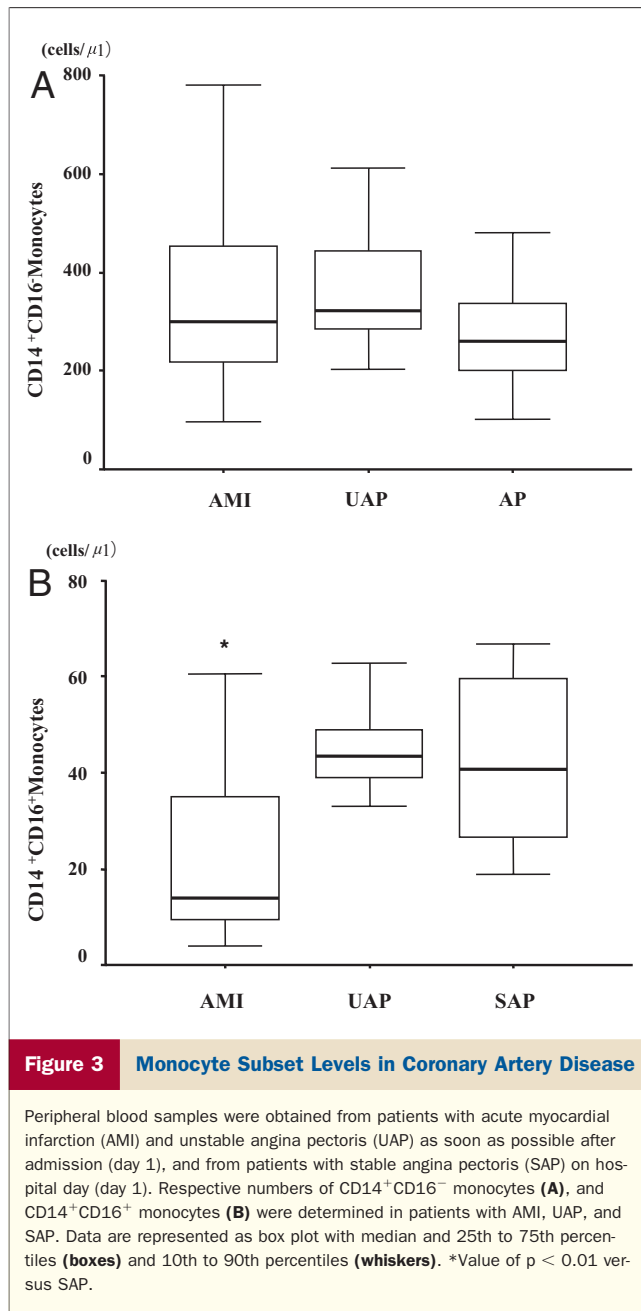 (cells/ μl)
A
800
600
400
200
0
CD14 +CD16-Monocytes
AMI UAP AP
(cells/ μl)
B
80
60
40
20
0
CD14 +CD16+Monocytes
*
AMI UAP SAP
Figure 3 Monocyte Subset Levels in Coronary Artery Disease
Peripheral blood samples were obtained from patients with acute myocardial
infarction (AMI) and unstable angina pectoris (UAP) as soon as possible after
admission (day 1), and from patients with stable angina pectoris (SAP) on hos-
pital day (day 1). Respective numbers of CD14+CD16− monocytes (A), and
CD14+CD16+ monocytes (B) were determined in patients with AMI, UAP, and
SAP. Data are represented as box plot with median and 25th to 75th percen-
tiles (boxes) and 10th to 90th percentiles (whiskers). *Value of p < 0.01 ver-
sus SAP.